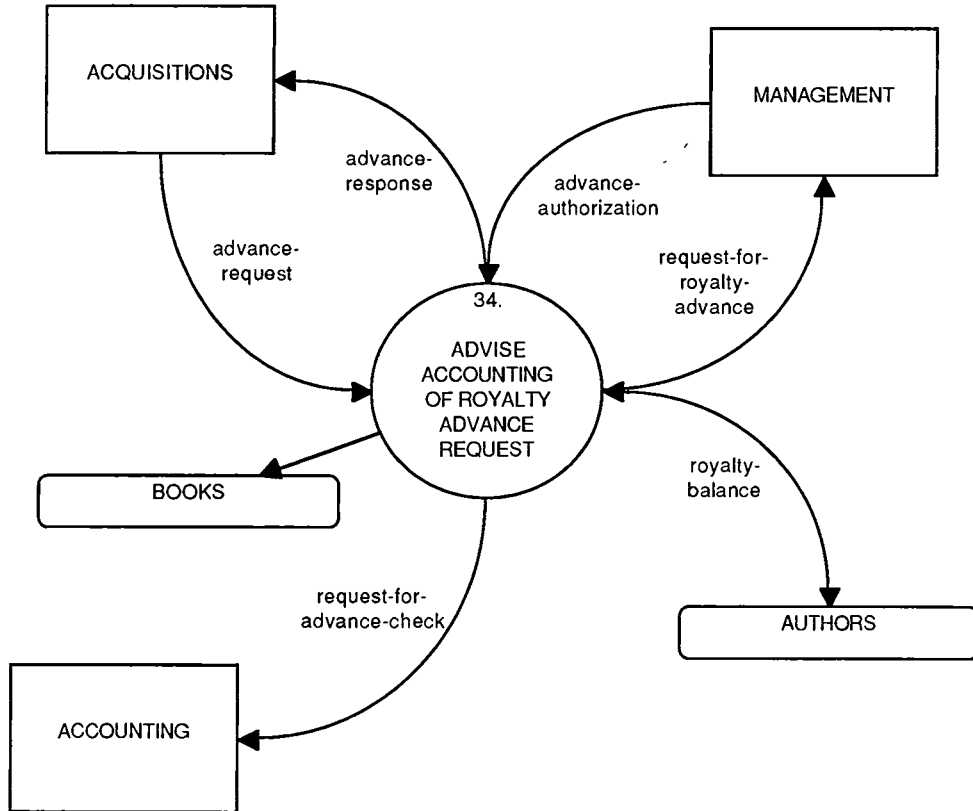 ACQUISITIONS
MANAGEMENT
advance-
response
advance-
authorization
advance-
request
request-for-
royalty-
advance
34.
ADVISE
ACCOUNTING
OF ROYALTY
ADVANCE
REQUEST
BOOKS
royalty-
balance
request-for-
advance-check
AUTHORS
ACCOUNTING